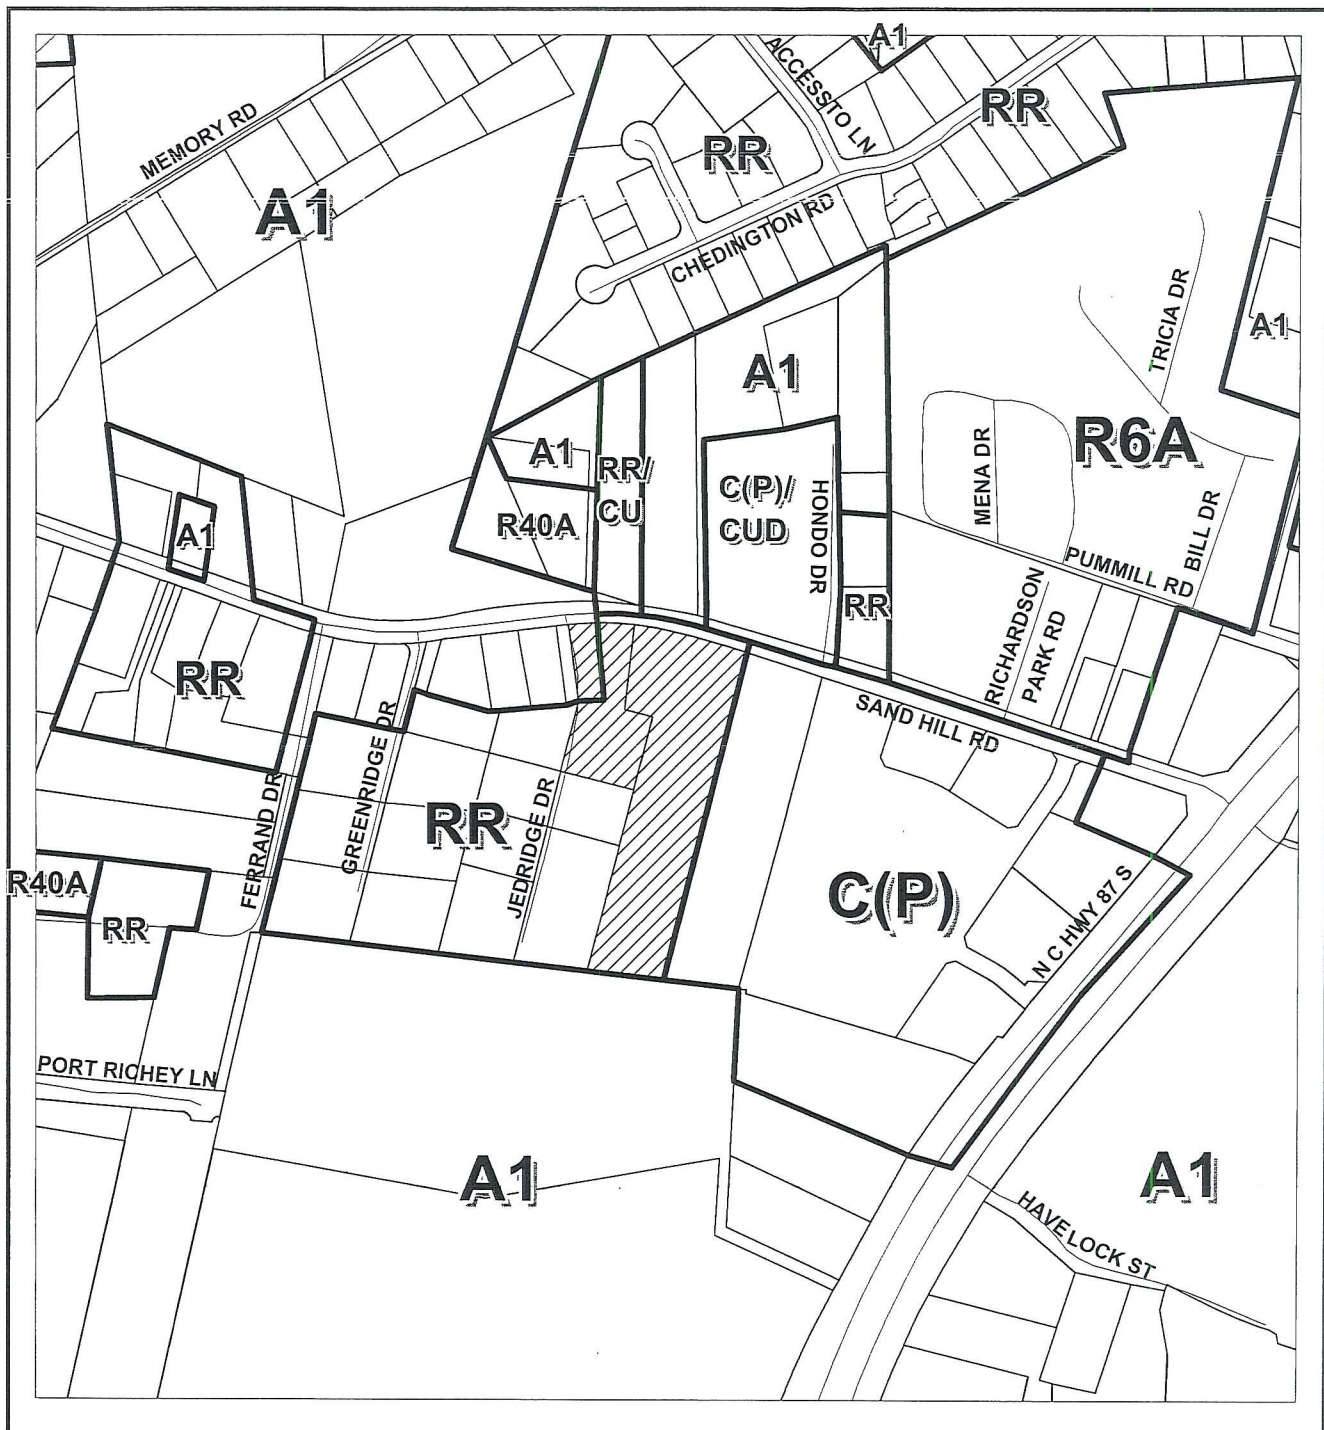 A1
ACCESSTO LN
RR
MEMORY RD
RR
A1
CHEDINGTON RD
TRICIA DR
A1
A1
R6A
MENA DR
A1
RR/
CU
C(P)/
CUD
HONDO DR
R40A
A1
BILL DR
PUMMILL RD
RR
RICHARDSON
PARK RD
RR
SAND HILL RD
GREENRIDGE DR
FERRAND DR
JEDRIDGE DR
RR
R40A
RR
C(P)
N C HWY 87 S
PORT RICHEY LN
A1
A1
HAVELOCK ST